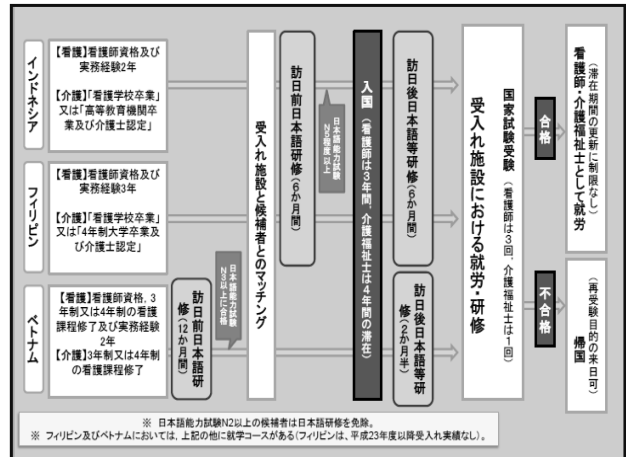 インドネシア
【看護】看護師資格及び
実務経験2年
【介護】「看護学校卒業」
又は「高等教育機関卒
業及び介護士認定」
フィリピン
【看護】看護師資格及び
実務経験3年
【介護】「看護学校卒業」
又は「4年制大学卒業及
び介護士認定」
ベトナム
【看護】看護師資格、3
年制又は4年制の看護
課程修了及び実務経験
2年
【介護】3年制又は4年制
の看護課程修了
訪日前日本語研
修(12か月間)
日本語能力試験
N3以上に合格
受入れ施設と候補者とのマッチング
訪日前日本語研修(6か月間)
日本語能力試験
N5程度以上
入国(看護師は3年間、介護福祉士は4年間の滞在)
訪日後日本語等研修(6か月間)
訪日後日本語等研
修(2か月半)
受入れ施設における就労・研修
国家試験受験(看護師は3回、介護福祉士は1回)
合格
看護師・介護福祉士として就労
(滞在期間の更新に制限なし)
不合格
帰国
(再受験目的の来日可)
※ 日本語能力試験N2以上の候補者は日本語研修を免除。
※ フィリピン及びベトナムにおいては、上記の他に就学コースがある(フィリピンは、平成23年度以降受入れ実績なし)。